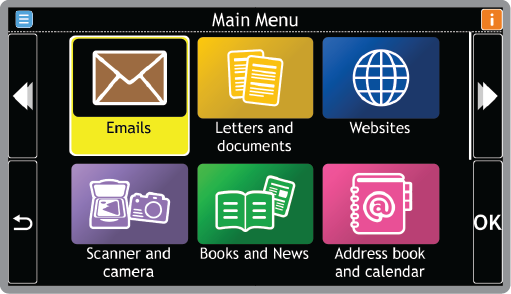 Main Menu
i
Emails
Letters and
documents
Websites
Scanner and
camera
Books and News
Address book
and calendar
OK